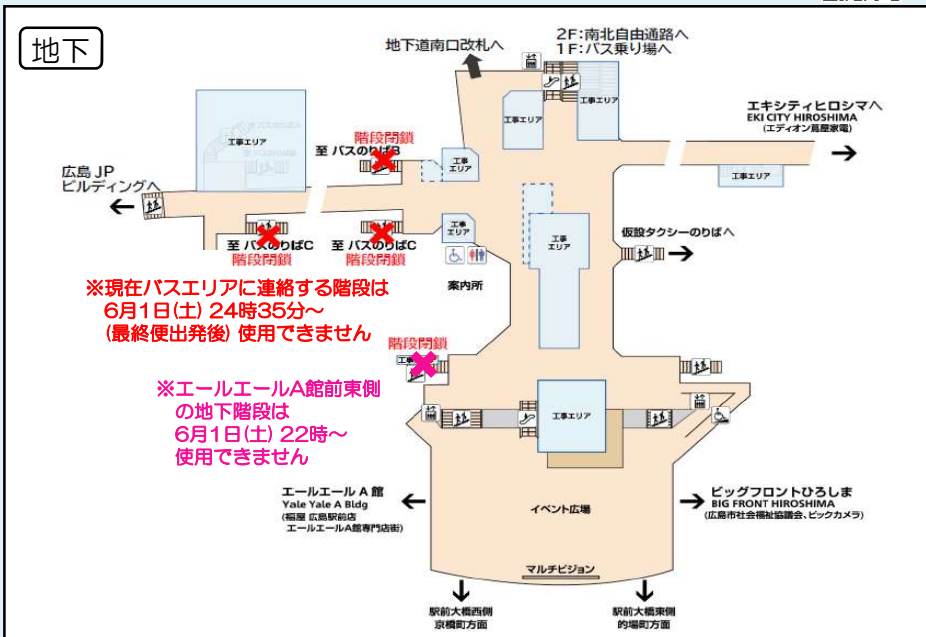 地下
地下道南口改札へ
2F:南北自由通路へ
1F:バス乗り場へ
工事エリア
工事エリア
工事エリア
エキシティヒロシマへ
EKI CITY HIROSHIMA
(エディオン蔦屋家電)
階段閉鎖
至 バスのりばB
工事
エリア
工事エリア
広島 JP
ビルディングへ
工事
エリア
工事
エリア
仮設タクシーのりばへ
至 バスのりばC
階段閉鎖
至 バスのりばC
階段閉鎖
案内所
※現在バスエリアに連絡する階段は
6月1日(土) 24時35分~
(最終便出発後) 使用できません
階段閉鎖
※エールエールA館前東側
の地下階段は
6月1日(土) 22時~
使用できません
工事エリア
エールエール A 館
Yale Yale A Bldg
(福屋 広島駅前店
エールエールA館専門店街)
イベント広場
ビッグフロントひろしま
BIG FRONT HIROSHIMA
(広島市社会福祉協議会、ビックカメラ)
マルチビジョン
駅前大橋西側
京橋町方面
駅前大橋東側
的場町方面